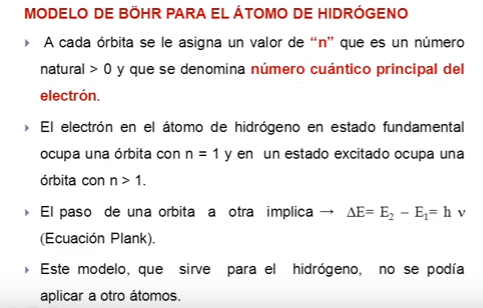 MODELO DE BÖHR PARA EL ÁTOMO DE HIDRÓGENO
A cada órbita se le asigna un valor de “n” que es un número
natural > 0 y que se denomina número cuántico principal del
electrón.
El electrón en el átomo de hidrógeno en estado fundamental
ocupa una órbita con n = 1 y en un estado excitado ocupa una
órbita con n > 1.
El paso de una orbita a otra implica → ΔE= E₂ − E₁= h ν
(Ecuación Plank).
Este modelo, que sirve para el hidrógeno, no se podía
aplicar a otro átomos.